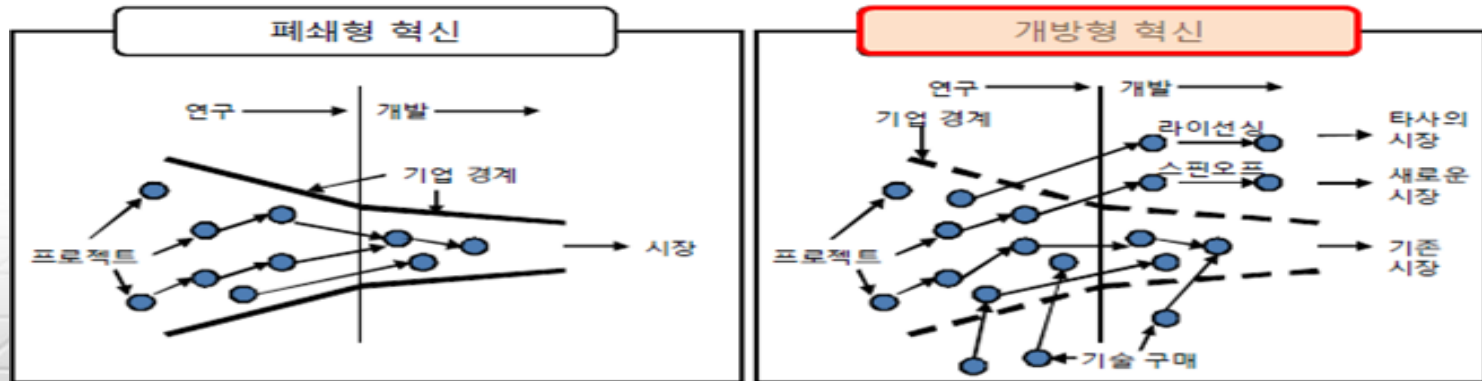 폐쇄형 혁신
연구
개발
기업 경계
프로젝트
시장
개방형 혁신
연구
개발
기업 경계
라이선싱
타사의
시장
스핀오프
새로운
시장
프로젝트
기존
시장
기술 구매